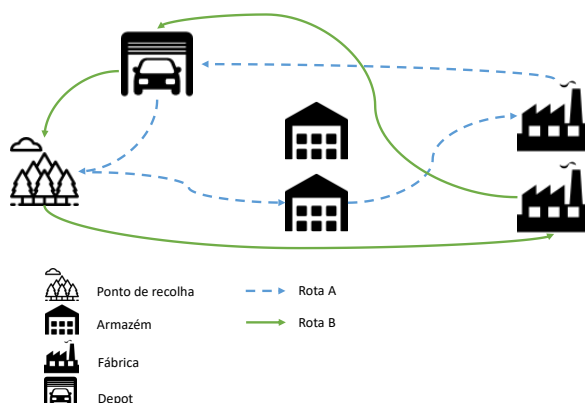 Ponto de recolha
Rota A
Armazém
Rota B
Fábrica
Depot